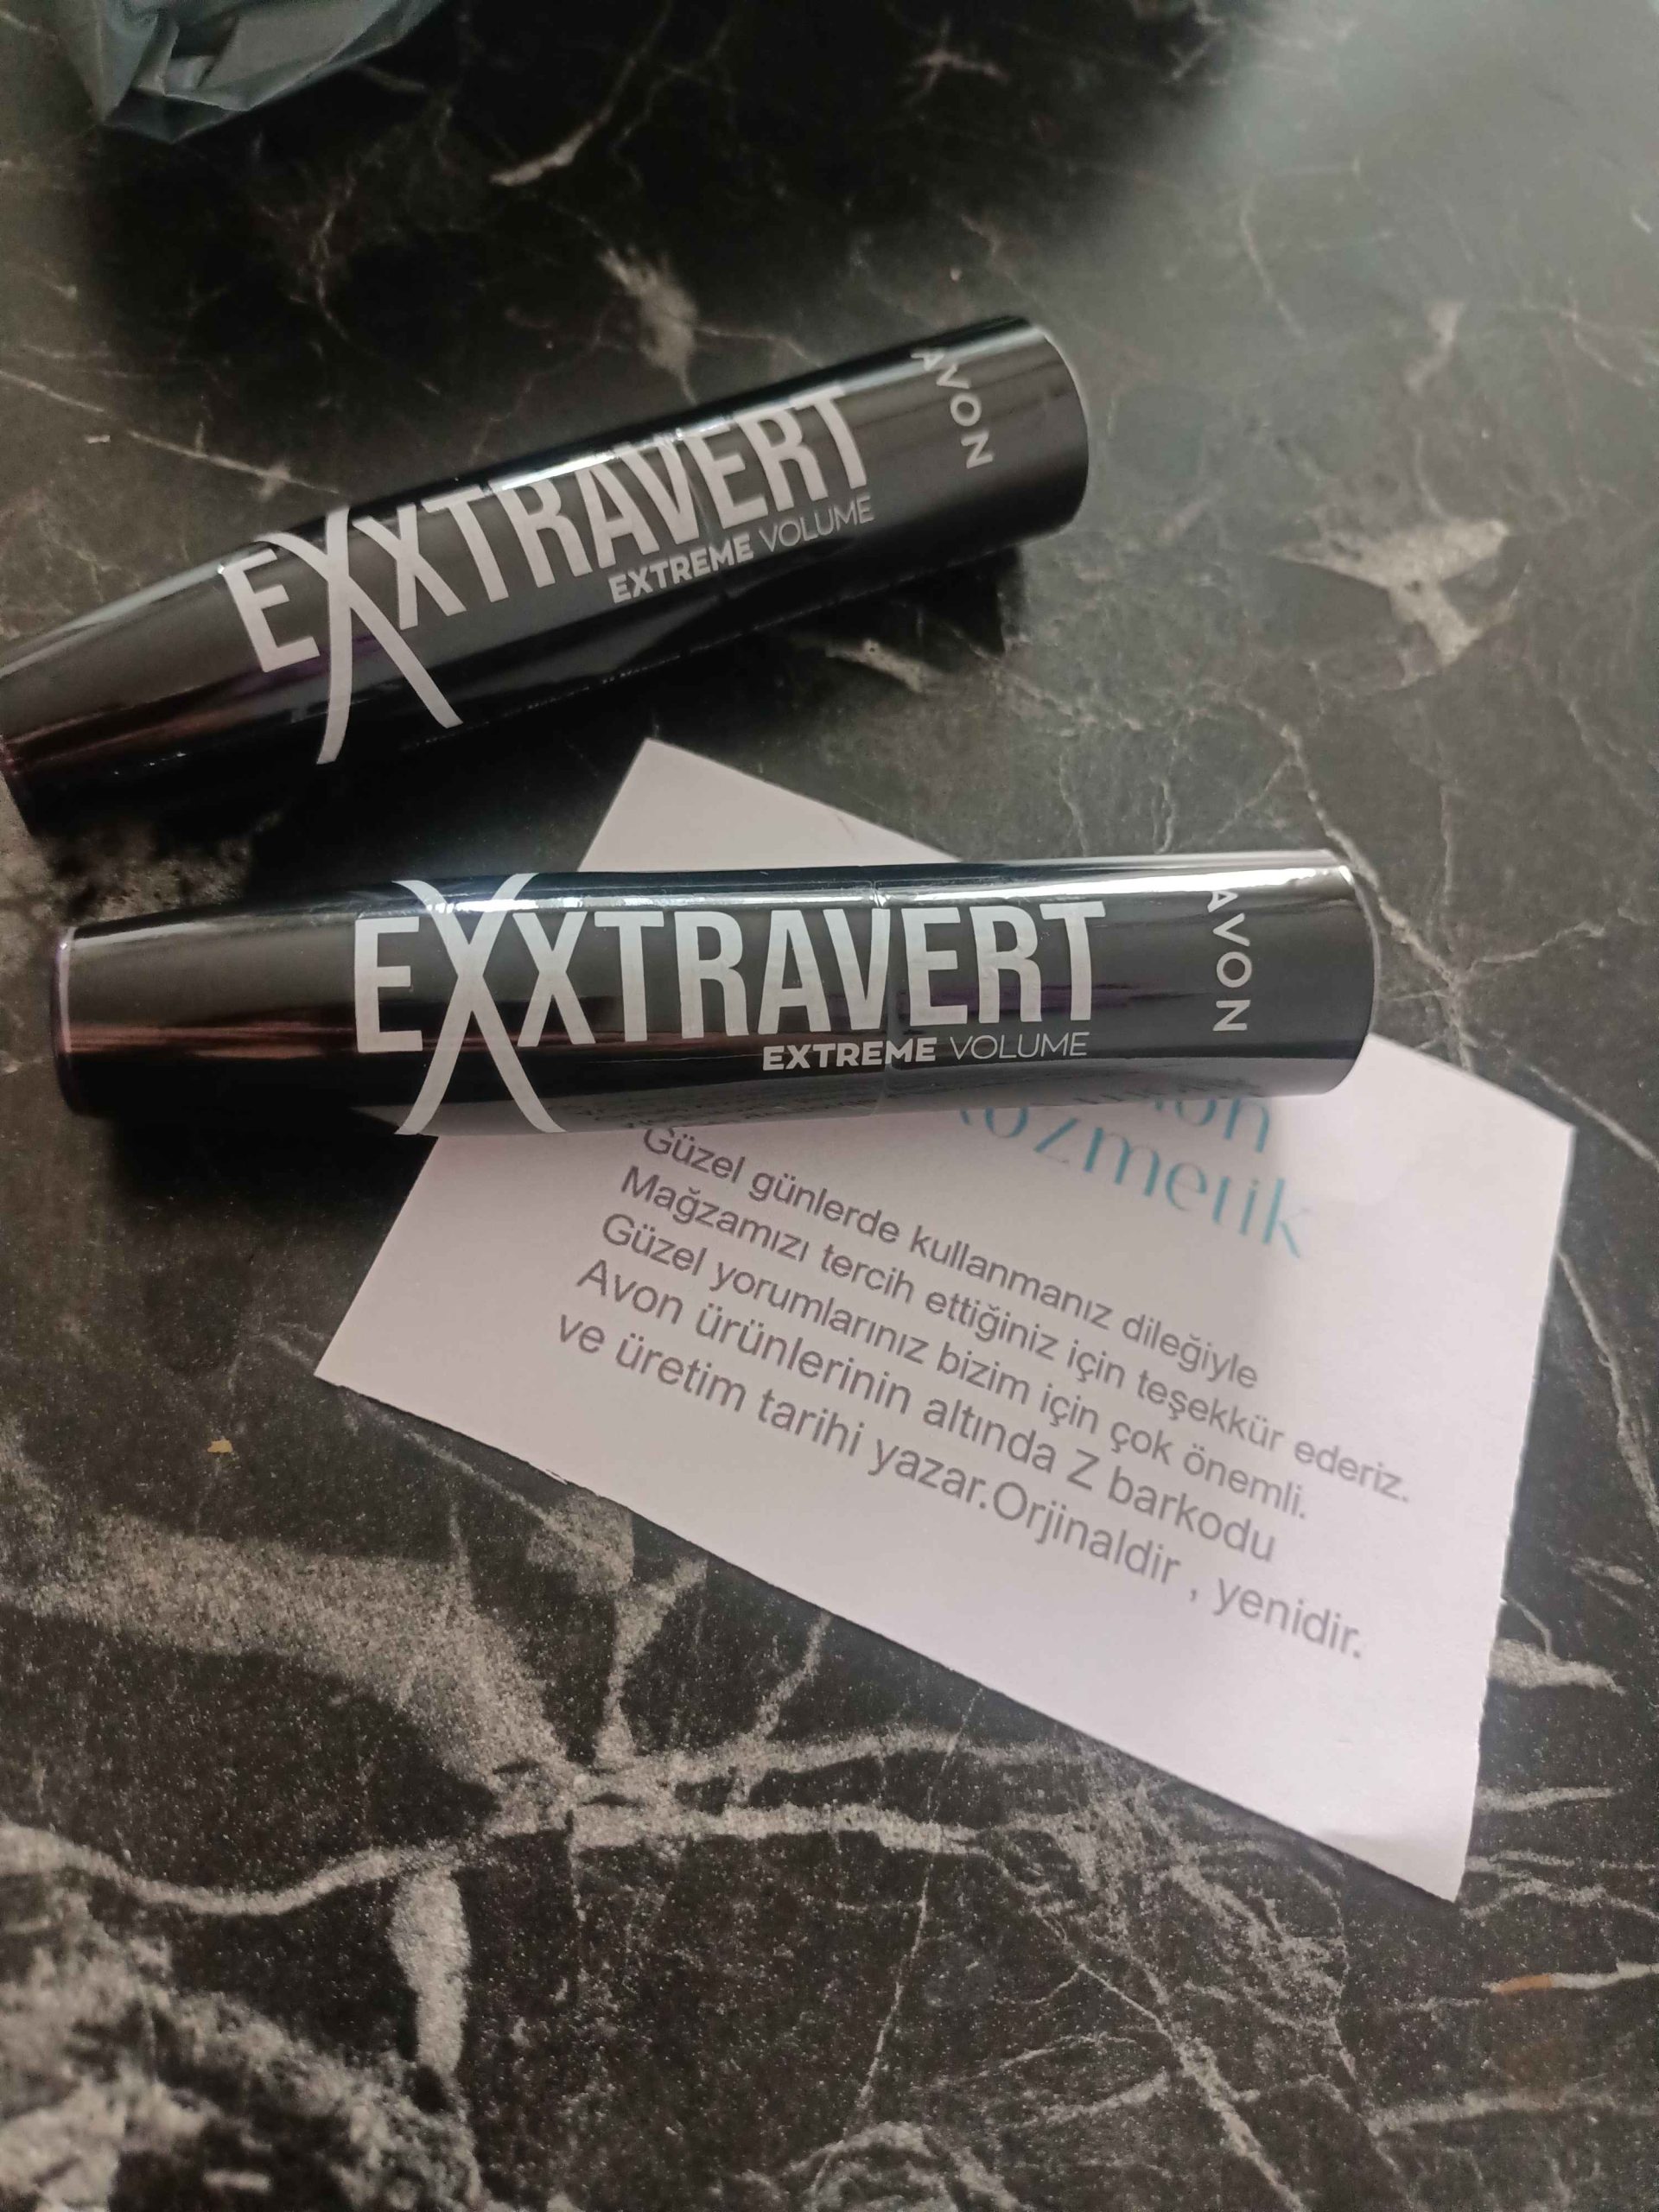 AVON
EXXTRAVERT
EXTREME VOLUME
AVON
EXXTRAVERT
EXTREME VOLUME
Güzel günlerde kullanmanız dileğiyle
Mağzamızı tercih ettiğiniz için teşekkür ederiz.
Güzel yorumlarınız bizim için çok önemli.
Avon ürünlerinin altında Z barkodu
ve üretim tarihi yazar.Orjinaldir , yenidir.